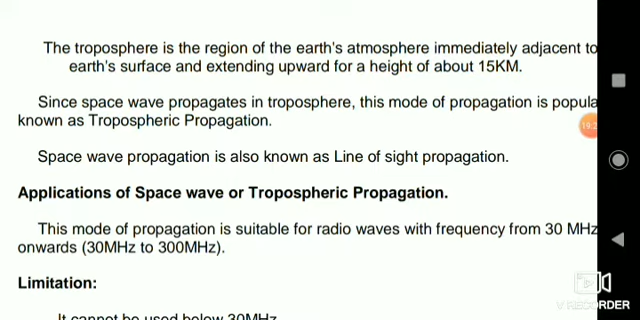 The troposphere is the region of the earth's atmosphere immediately adjacent to
earth's surface and extending upward for a height of about 15KM.
Since space wave propagates in troposphere, this mode of propagation is popula
known as Tropospheric Propagation.
Space wave propagation is also known as Line of sight propagation.
Applications of Space wave or Tropospheric Propagation.
This mode of propagation is suitable for radio waves with frequency from 30 MHz
onwards (30MHz to 300MHz).
Limitation:
It cannot be used below 30MHz
V RECORDER